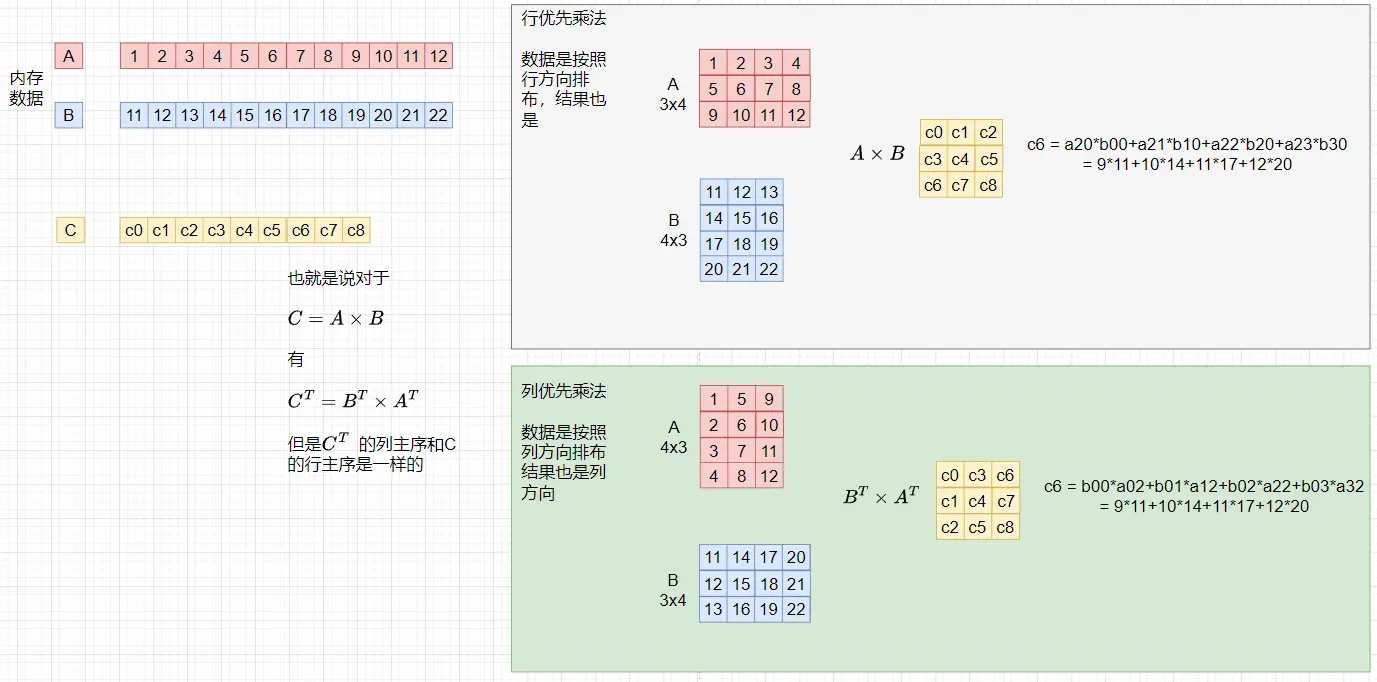 内存
数据
A
1 2 3 4 5 6 7 8 9 10 11 12
B
11 12 13 14 15 16 17 18 19 20 21 22
C
c0 c1 c2 c3 c4 c5 c6 c7 c8
也就是说对于
C = A × B
有
C^T = B^T × A^T
但是C^T 的列主序和C
的行主序是一样的
行优先乘法
数据是按照
行方向排
布，结果也
是
A
3x4
1 2 3 4
5 6 7 8
9 10 11 12
B
4x3
11 12 13
14 15 16
17 18 19
20 21 22
A × B
c0 c1 c2
c3 c4 c5
c6 c7 c8
c6 = a20*b00+a21*b10+a22*b20+a23*b30
= 9*11+10*14+11*17+12*20
列优先乘法
数据是按照
列方向排布
结果也是列
方向
A
4x3
1 5 9
2 6 10
3 7 11
4 8 12
B
3x4
11 14 17 20
12 15 18 21
13 16 19 22
B^T × A^T
c0 c3 c6
c1 c4 c7
c2 c5 c8
c6 = b00*a02+b01*a12+b02*a22+b03*a32
= 9*11+10*14+11*17+12*20